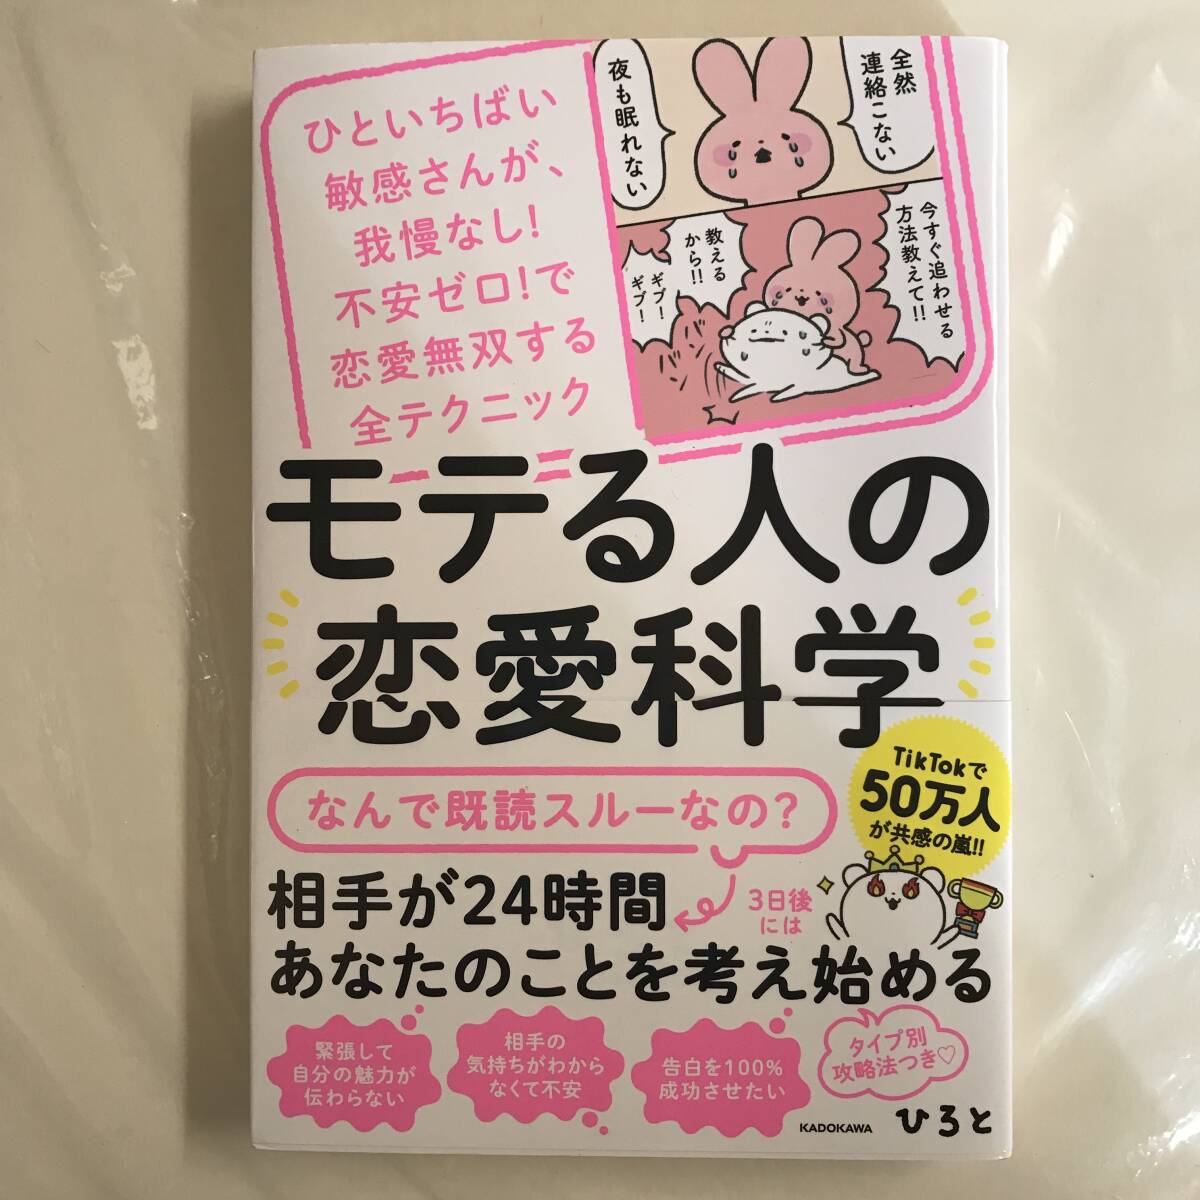 ひといちばい
敏感さんが、
我慢なし!
不安ゼロ!で
恋愛無双する
全テクニック
全然
連絡こない
夜も眠れない
今すぐ追わせる
方法教えて!!
教える
から!!
ギブ!
ギブ!
モテる人の
恋愛科学
TikTokで
50万人
が共感の嵐!!
なんで既読スルーなの?
3日後
には
相手が24時間
あなたのことを考え始める
緊張して
自分の魅力が
伝わらない
相手の
気持ちがわから
なくて不安
告白を100%
成功させたい
タイプ別
攻略法つき♡
KADOKAWA
ひろと